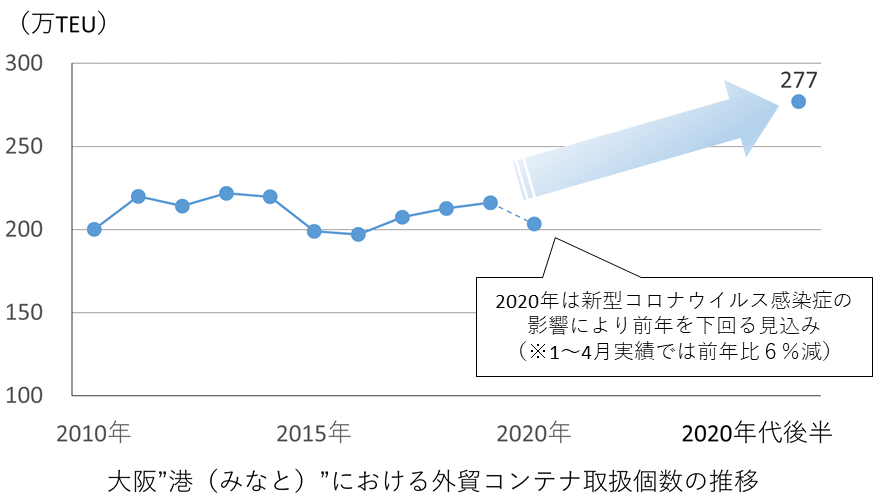 （万TEU）
300
277
250
200
150
2020年は新型コロナウイルス感染症の
影響により前年を下回る見込み
（※1～4月実績では前年比６％減）
100
2010年
2015年
2020年
2020年代後半
大阪”港（みなと）”における外貿コンテナ取扱個数の推移